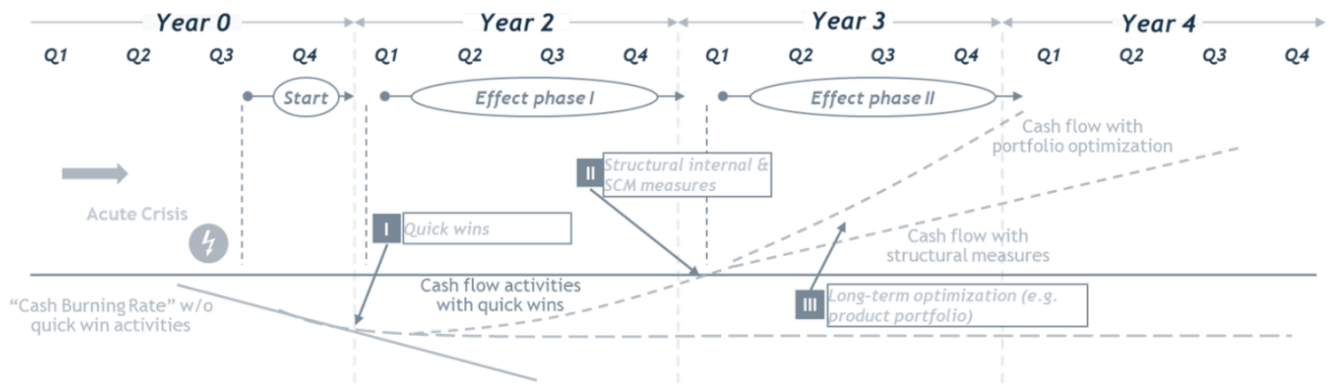 Year 0
Year 2
Year 3
Year 4
Q1 Q2 Q3 Q4 Q1 Q2 Q3 Q4 Q1 Q2 Q3 Q4 Q1 Q2 Q3 Q4
Start
Effect phase I
Effect phase II
Cash flow with
portfolio optimization
II
Structural internal &
SCM measures
Acute Crisis
I
Quick wins
Cash flow with
structural measures
Cash flow activities
with quick wins
"Cash Burning Rate" w/o
quick win activities
III
Long-term optimization (e.g.
product portfolio)